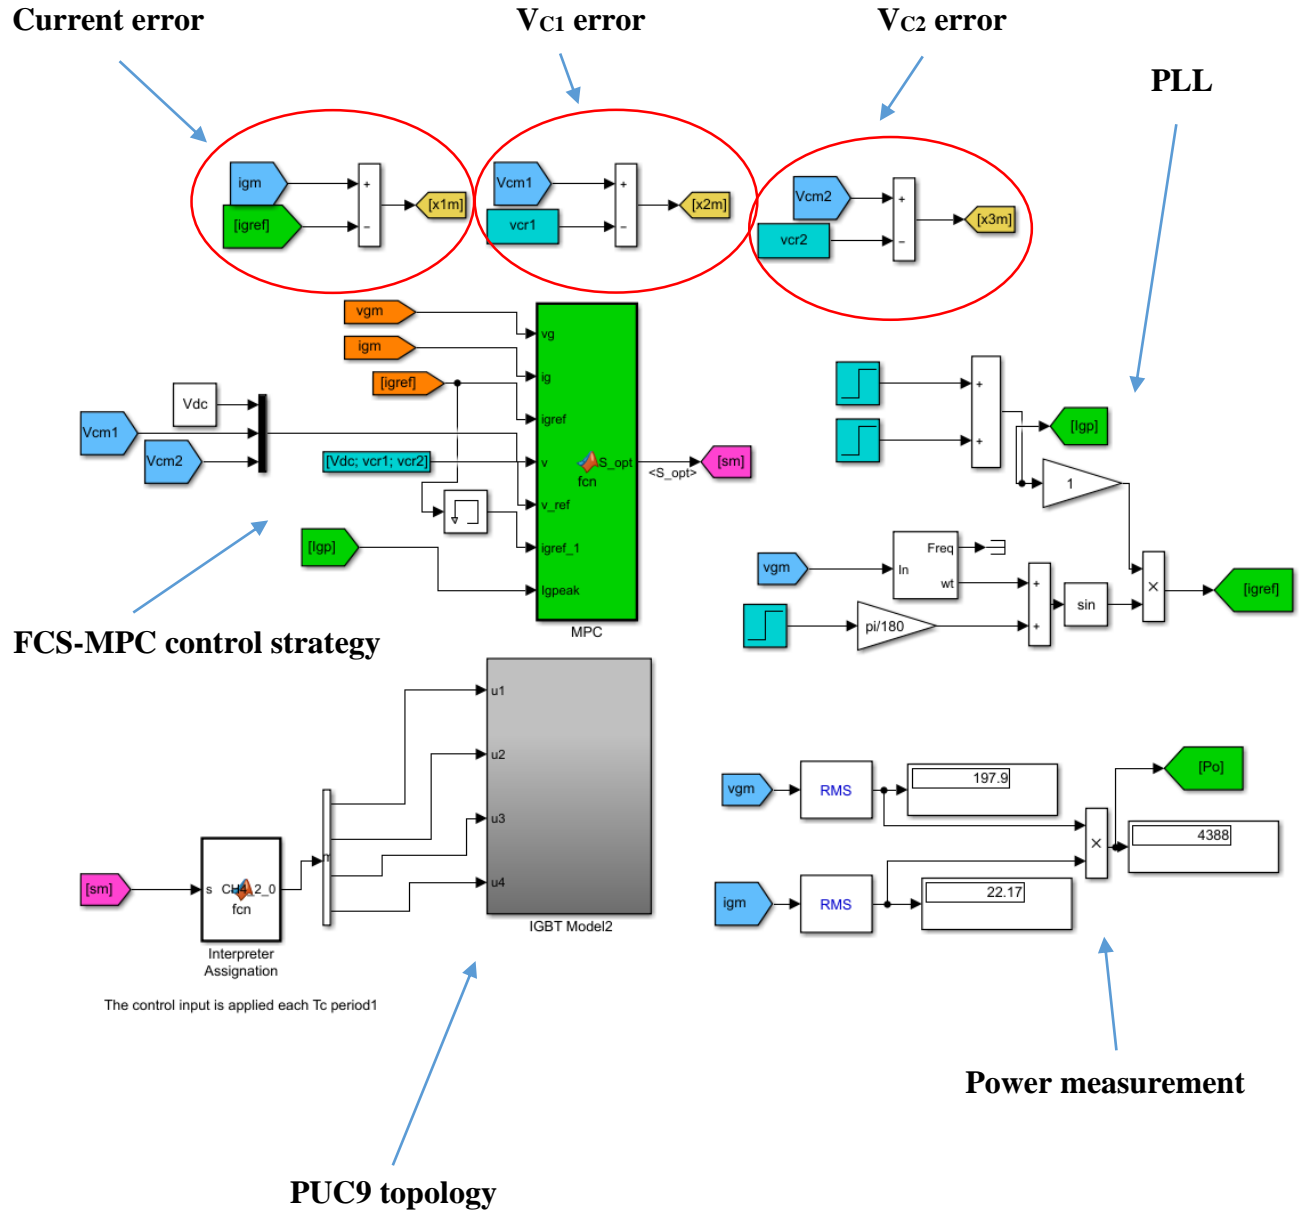 Current error
VC1 error
VC2 error
PLL
igm
[igref]
+
−
[x1m]
Vcm1
vcr1
+
−
[x2m]
Vcm2
vcr2
+
−
[x3m]
vgm
igm
[igref]
Vdc
Vcm1
Vcm2
[Vdc; vcr1; vcr2]
[Igp]
vg
ig
igref
v
v_ref
igref_1
Igpeak
S_opt
fcn
MPC
<S_opt>
[sm]
+
+
[Igp]
1
vgm
In
Freq
wt
pi/180
+
+
sin
×
[igref]
FCS-MPC control strategy
[sm]
s
CH4_2_0
fcn
Interpreter
Assignation
u1
u2
u3
u4
IGBT Model2
The control input is applied each Tc period1
vgm
RMS
197.9
igm
RMS
22.17
×
[Po]
4388
Power measurement
PUC9 topology